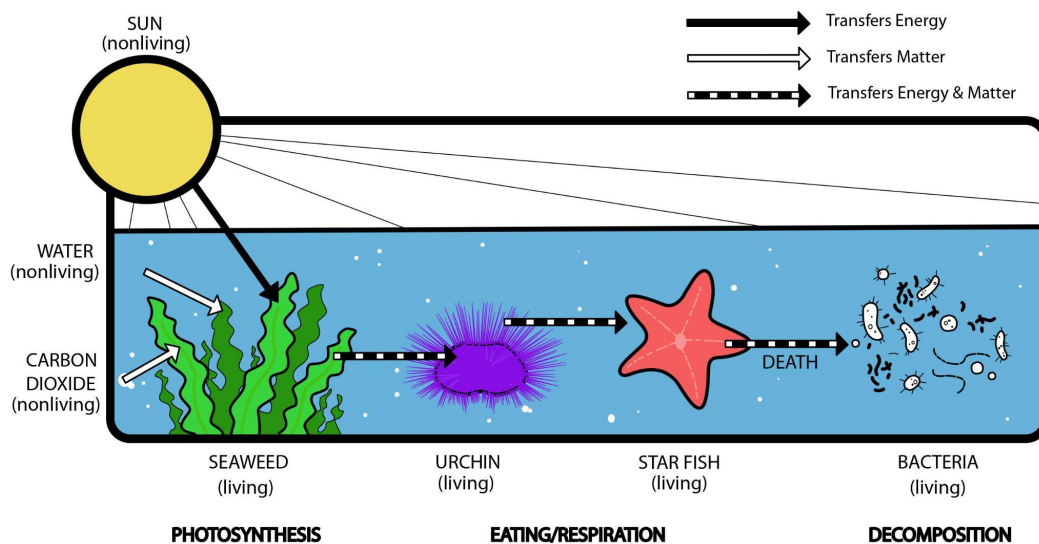 SUN
(nonliving)
Transfers Energy
Transfers Matter
Transfers Energy & Matter
WATER
(nonliving)
CARBON
DIOXIDE
(nonliving)
DEATH
SEAWEED
(living)
URCHIN
(living)
STAR FISH
(living)
BACTERIA
(living)
PHOTOSYNTHESIS
EATING/RESPIRATION
DECOMPOSITION